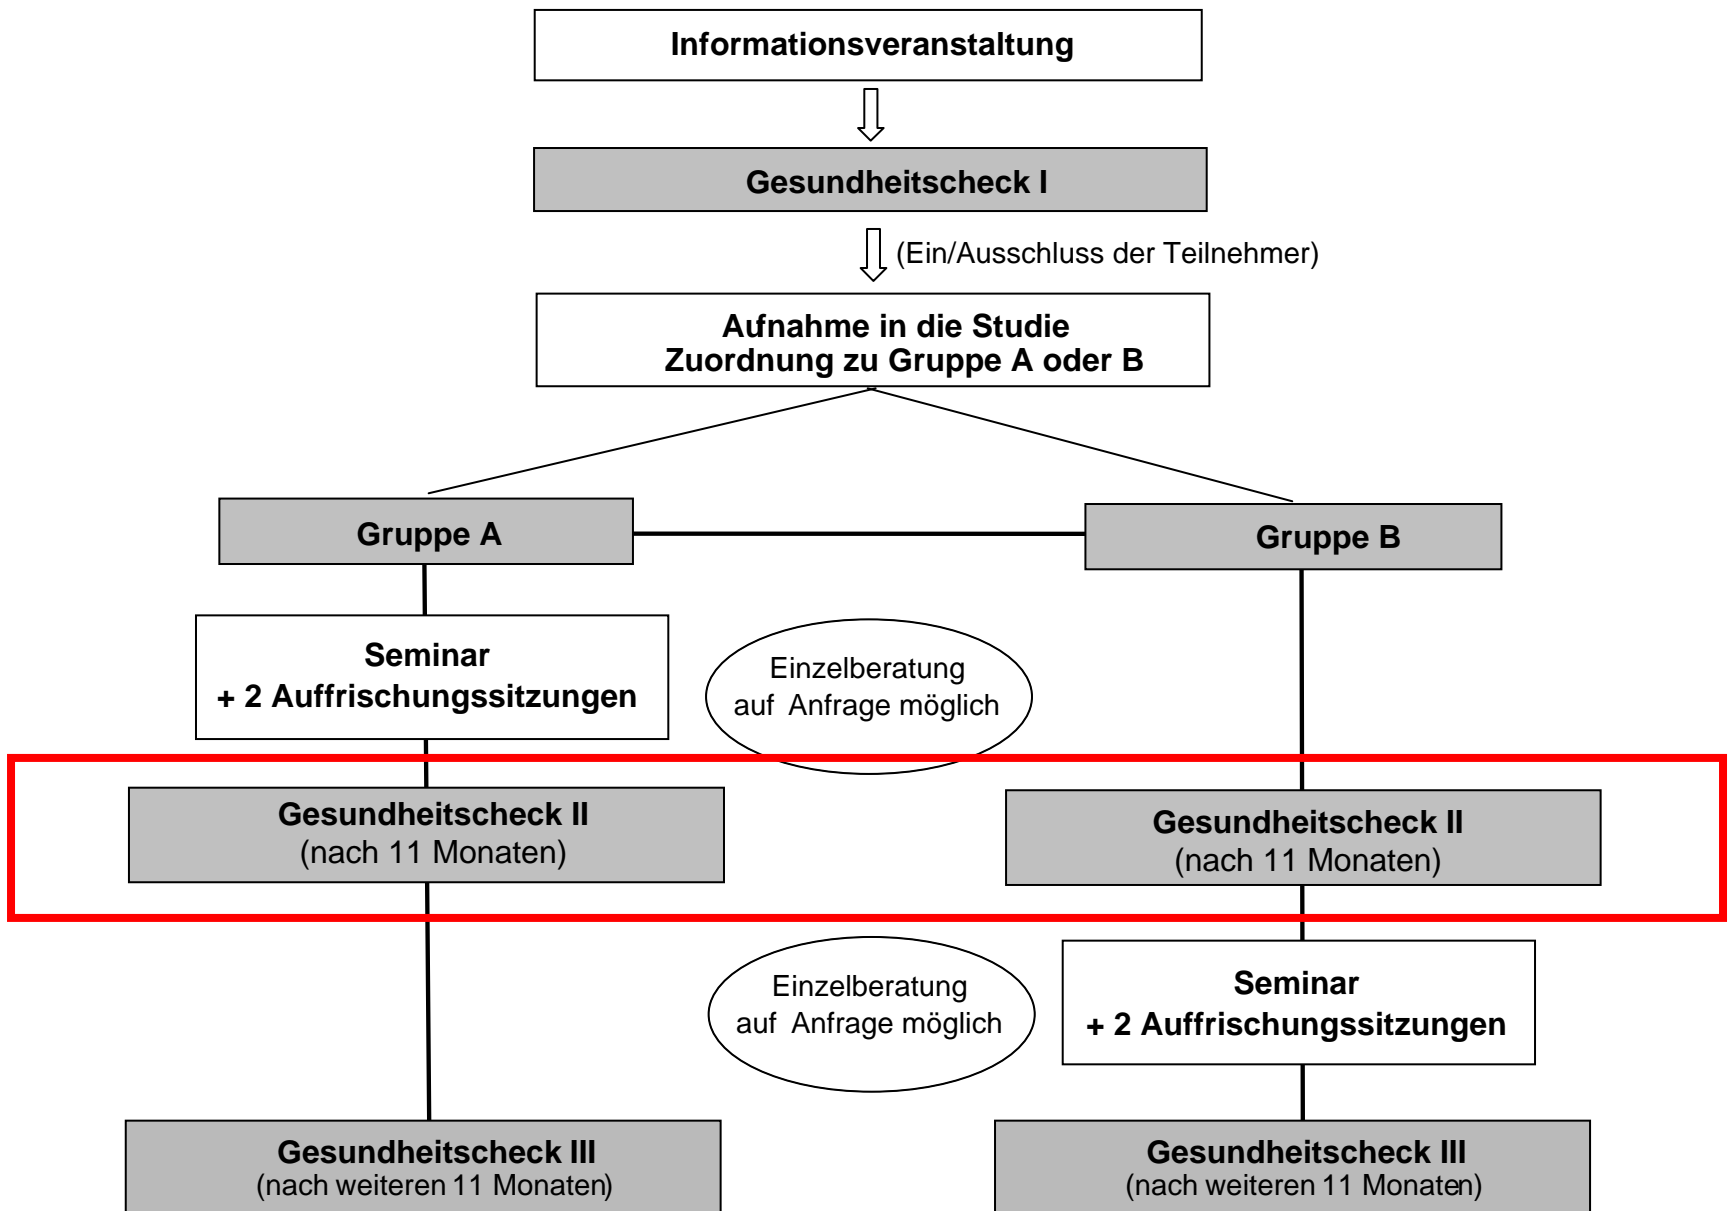 Informationsveranstaltung
Gesundheitscheck I
(Ein/Ausschluss der Teilnehmer)
Aufnahme in die Studie
Zuordnung zu Gruppe A oder B
Gruppe A
Gruppe B
Seminar
+ 2 Auffrischungssitzungen
Einzelberatung
auf Anfrage möglich
Gesundheitscheck II
(nach 11 Monaten)
Gesundheitscheck II
(nach 11 Monaten)
Einzelberatung
auf Anfrage möglich
Seminar
+ 2 Auffrischungssitzungen
Gesundheitscheck III
(nach weiteren 11 Monaten)
Gesundheitscheck III
(nach weiteren 11 Monaten)